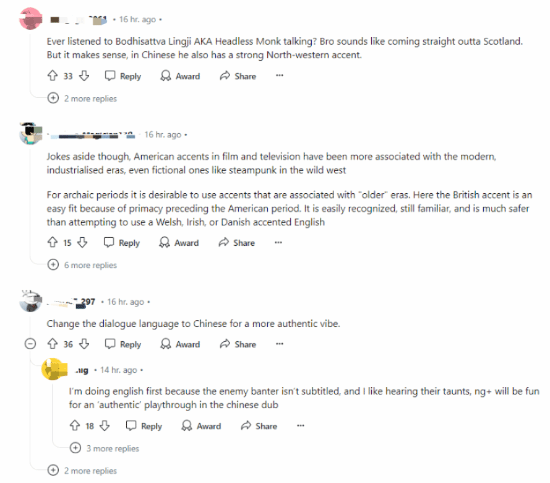 • 16 hr. ago •
Ever listened to Bodhisattva Lingji AKA Headless Monk talking? Bro sounds like coming straight outta Scotland.
But it makes sense, in Chinese he also has a strong North-western accent.
33 Reply Award Share ···
2 more replies
16 hr. ago •
Jokes aside though, American accents in film and television have been more associated with the modern,
industrialised eras, even fictional ones like steampunk in the wild west
For archaic periods it is desirable to use accents that are associated with "older" eras. Here the British accent is an
easy fit because of primacy preceding the American period. It is easily recognized, still familiar, and is much safer
than attempting to use a Welsh, Irish, or Danish accented English
15 Reply Award Share ···
6 more replies
297 • 16 hr. ago •
Change the dialogue language to Chinese for a more authentic vibe.
36 Reply Award Share ···
.ug • 14 hr. ago •
I'm doing english first because the enemy banter isn't subtitled, and I like hearing their taunts, ng+ will be fun
for an 'authentic' playthrough in the chinese dub
18 Reply Award Share ···
3 more replies
2 more replies